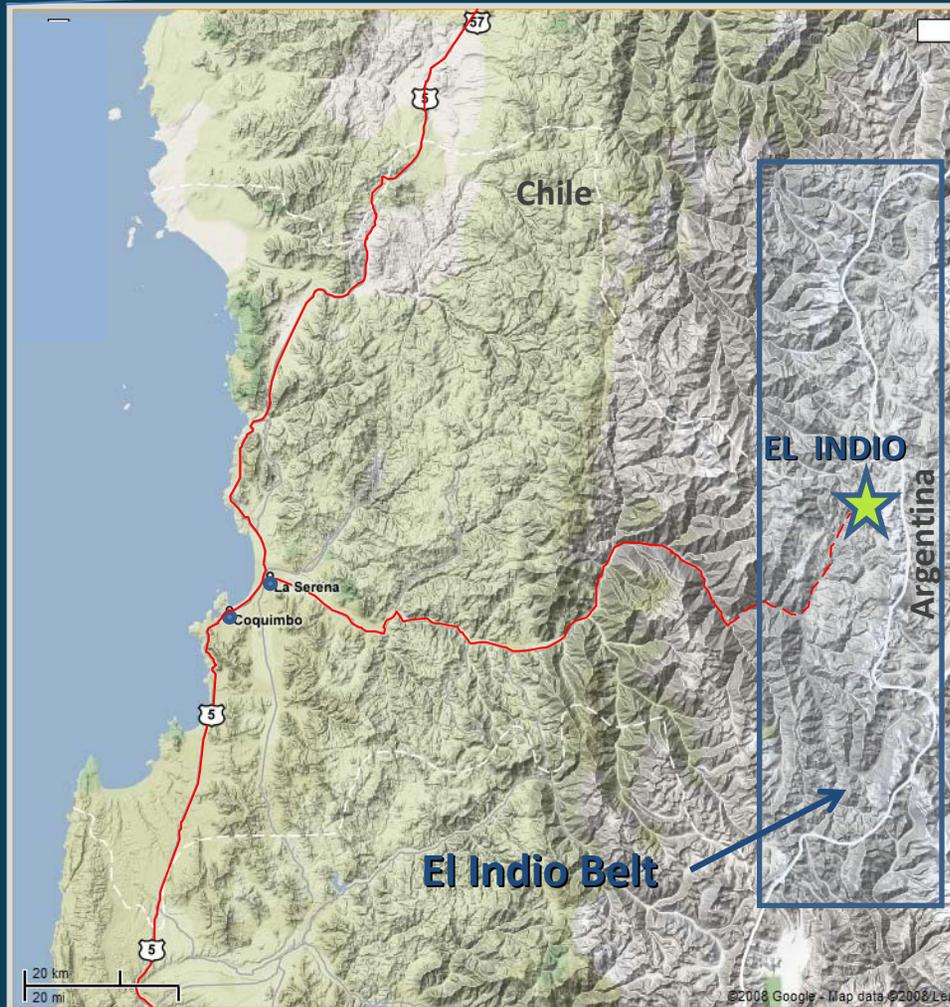 57
5
Chile
EL INDIO
Argentina
La Serena
Coquimbo
5
El Indio Belt
5
20 km
20 mi
©2008 Google - Map data ©2008